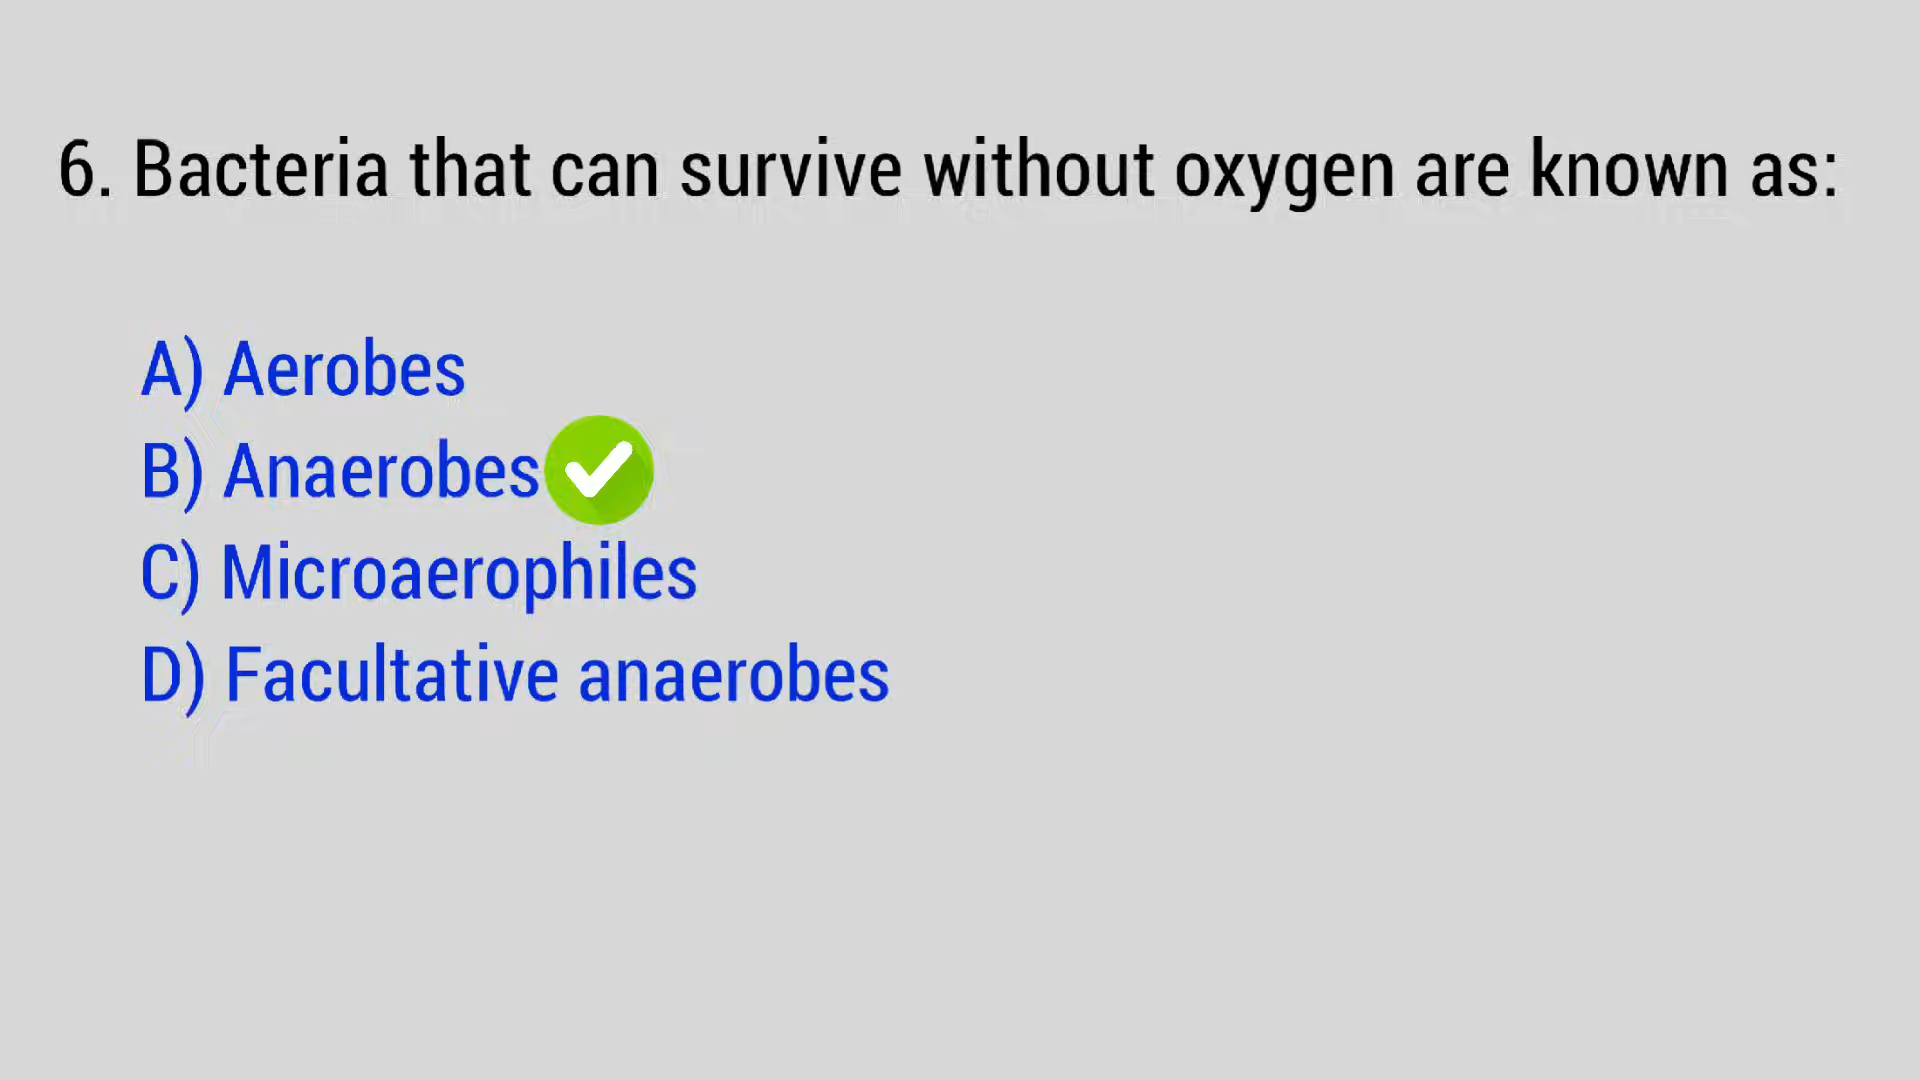 6. Bacteria that can survive without oxygen are known as:
A) Aerobes
B) Anaerobes
C) Microaerophiles
D) Facultative anaerobes